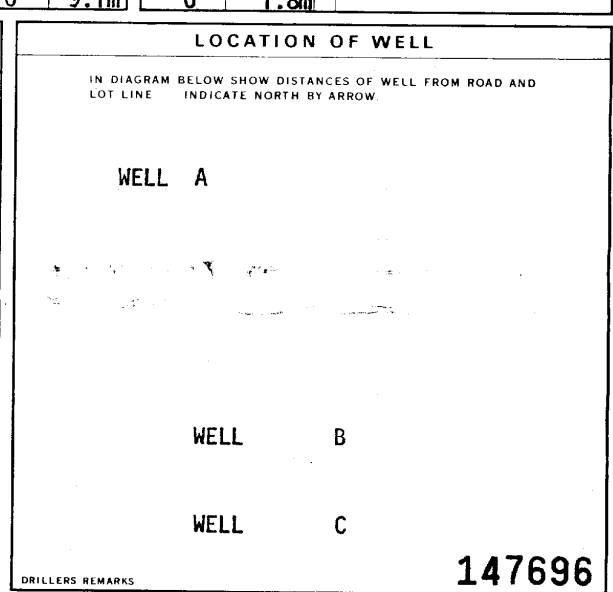 LOCATION OF WELL
IN DIAGRAM BELOW SHOW DISTANCES OF WELL FROM ROAD AND
LOT LINE INDICATE NORTH BY ARROW.
WELL A
WELL B
WELL C
DRILLERS REMARKS
147696